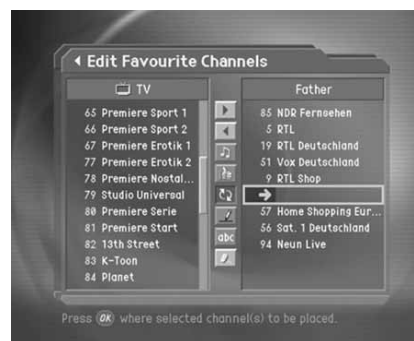 Edit Favourite Channels
TV
65 Premiere Sport 1
66 Premiere Sport 2
67 Premiere Erotik 1
77 Premiere Erotik 2
78 Premiere Nostal...
79 Studio Universal
80 Premiere Serie
81 Premiere Start
82 13th Street
83 K-Toon
84 Planet
abc
Father
85 NDR Fernsehen
5 RTL
19 RTL Deutschland
51 Vox Deutschland
9 RTL Shop
57 Home Shopping Eur...
56 Sat. 1 Deutschland
94 Neun Live
Press OK where selected channel(s) to be placed.